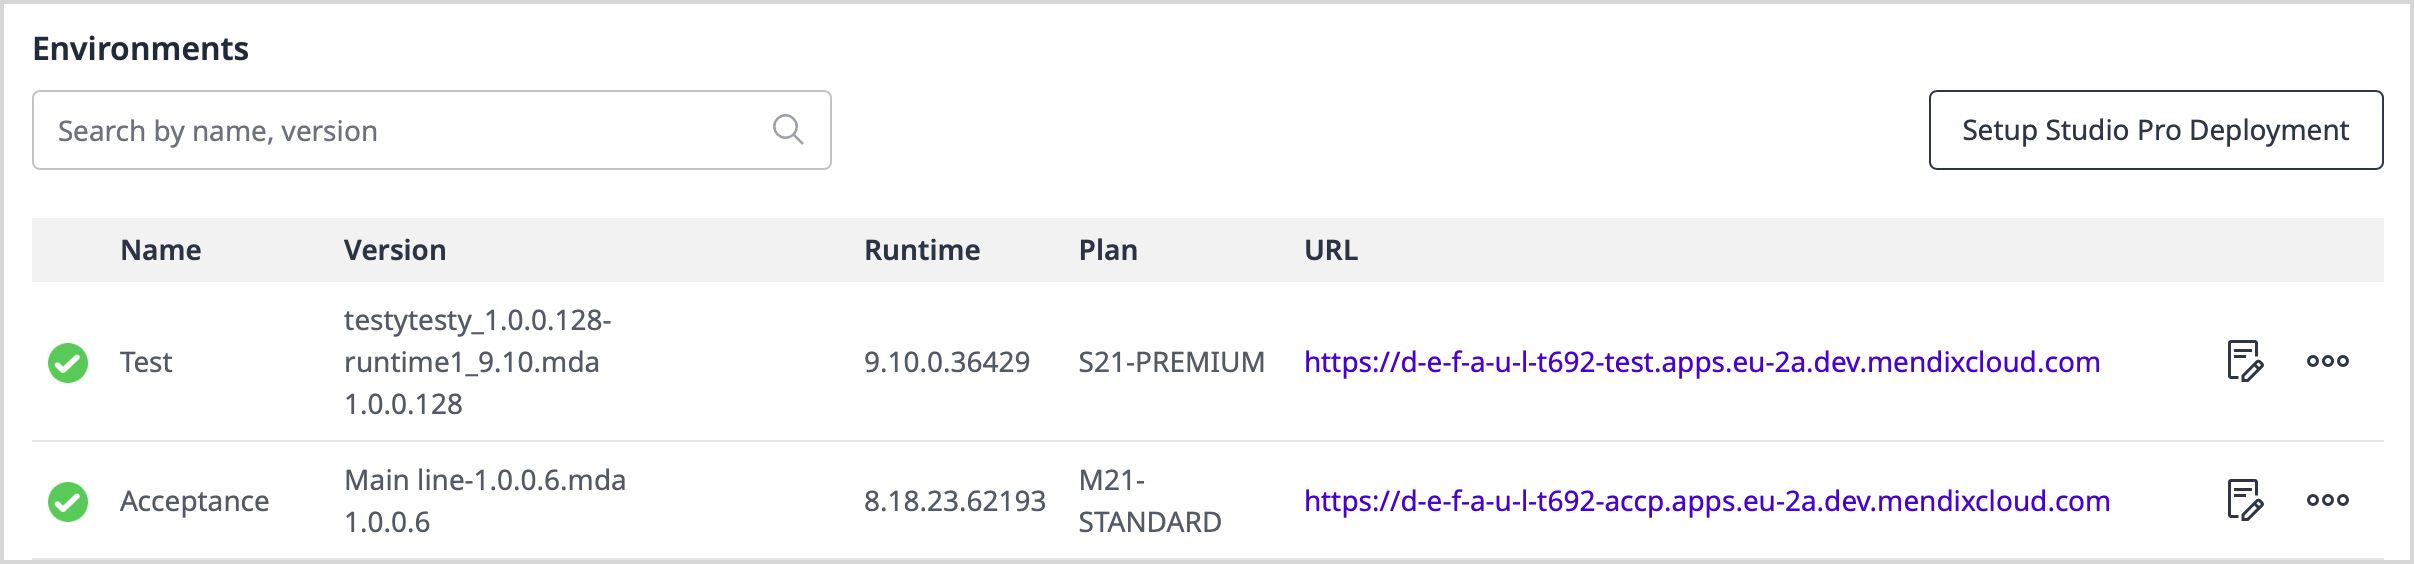 Environments
Search by name, version
Setup Studio Pro Deployment
Name Version Runtime Plan URL
testytesty_1.0.0.128-
Test runtime1_9.10.mda 9.10.0.36429 S21-PREMIUM https://d-e-f-a-u-l-t692-test.apps.eu-2a.dev.mendixcloud.com
1.0.0.128
Main line-1.0.0.6.mda M21-
Acceptance 8.18.23.62193 https://d-e-f-a-u-l-t692-accp.apps.eu-2a.dev.mendixcloud.com
1.0.0.6 STANDARD